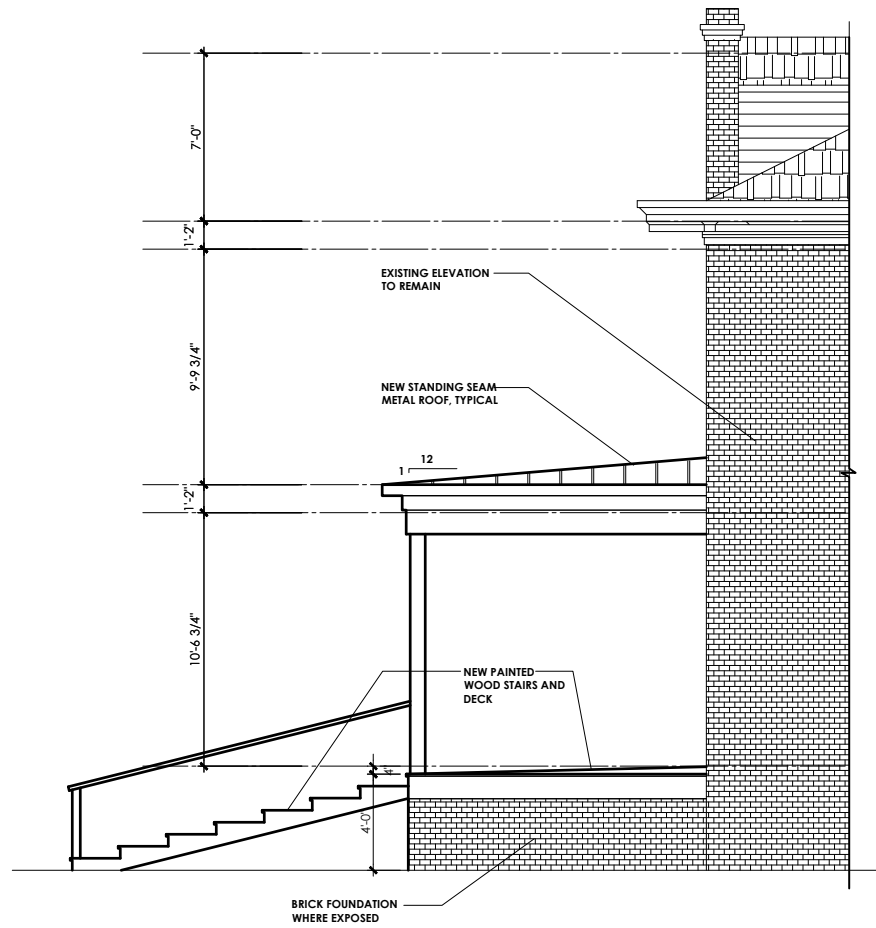 7'-0"
1'-2"
EXISTING ELEVATION
TO REMAIN
9'-9 3/4"
NEW STANDING SEAM
METAL ROOF, TYPICAL
12
1
1'-2"
10'-6 3/4"
NEW PAINTED
WOOD STAIRS AND
DECK
4"
4'-0"
BRICK FOUNDATION
WHERE EXPOSED